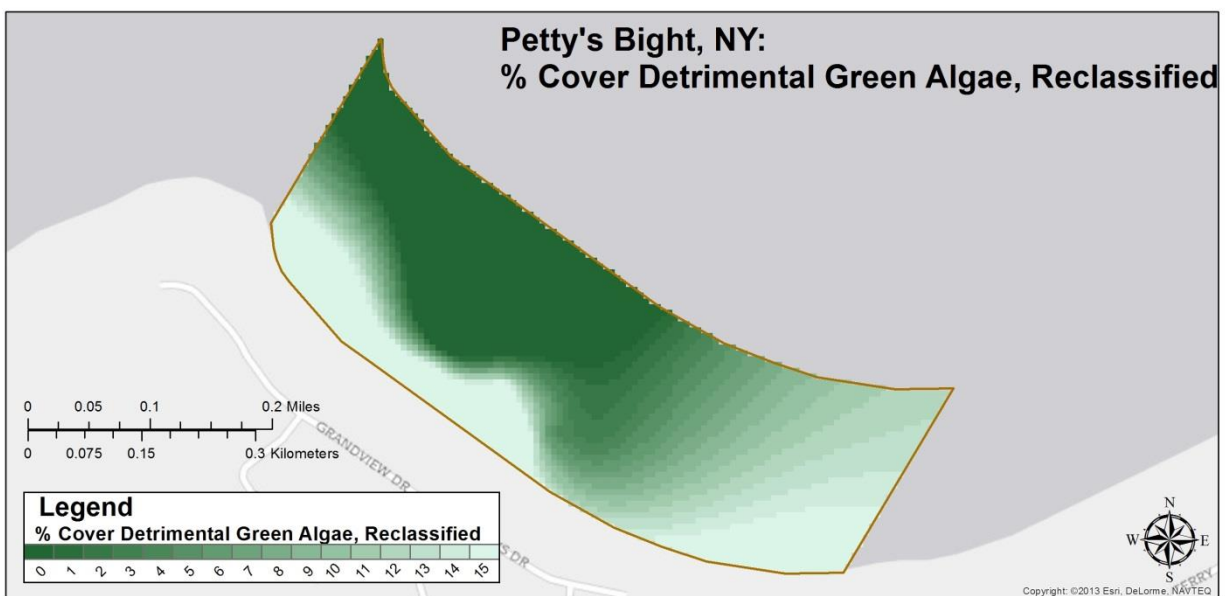 Petty's Bight, NY:
% Cover Detrimental Green Algae, Reclassified
0 0.05 0.1 0.2 Miles
0 0.075 0.15 0.3 Kilometers
GRANDVIEW DR
Legend
% Cover Detrimental Green Algae, Reclassified
0 1 2 3 4 5 6 7 8 9 10 11 12 13 14 15
S DR
N
W E
S
TERRY
Copyright: ©2013 Esri, DeLorme, NAVTEQ